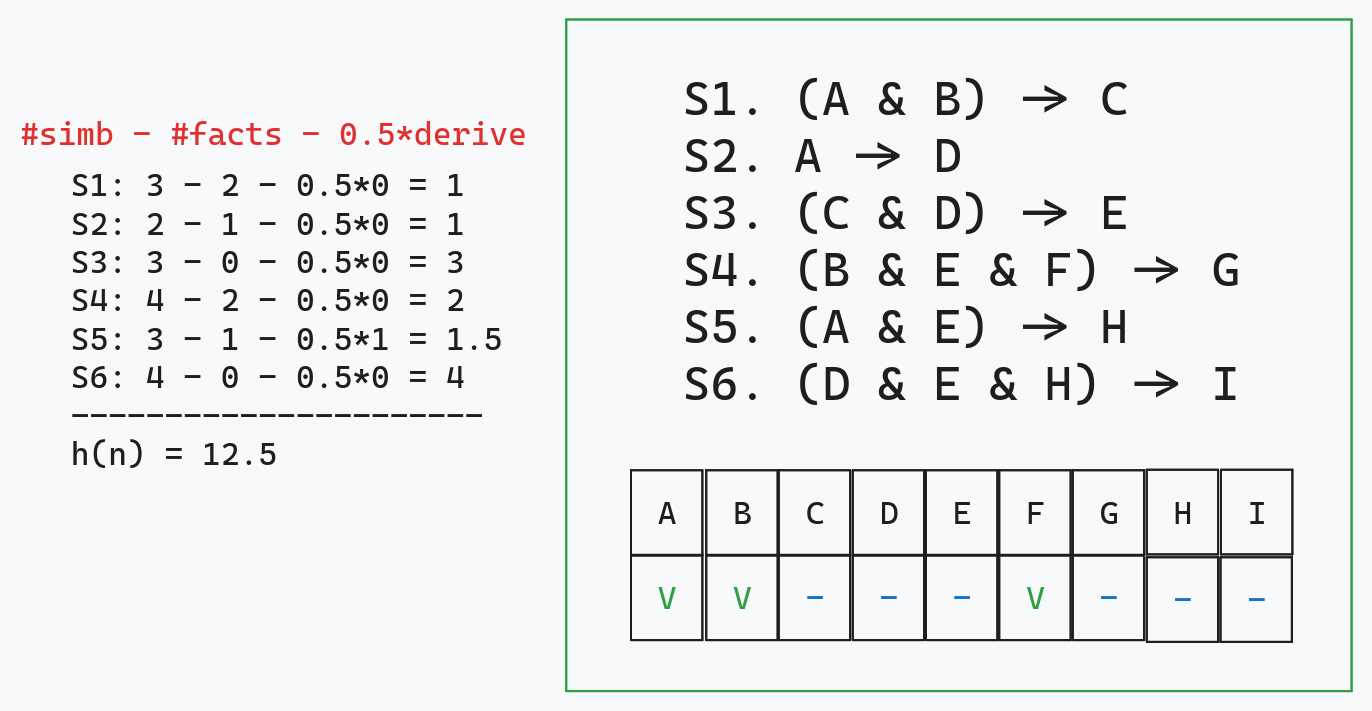 #simb - #facts - 0.5*derive
S1: 3 - 2 - 0.5*0 = 1
S2: 2 - 1 - 0.5*0 = 1
S3: 3 - 0 - 0.5*0 = 3
S4: 4 - 2 - 0.5*0 = 2
S5: 3 - 1 - 0.5*1 = 1.5
S6: 4 - 0 - 0.5*0 = 4
----------------------
h(n) = 12.5
S1. (A & B) -> C
S2. A -> D
S3. (C & D) -> E
S4. (B & E & F) -> G
S5. (A & E) -> H
S6. (D & E & H) -> I
A B C D E F G H I
V V - - - V - - -